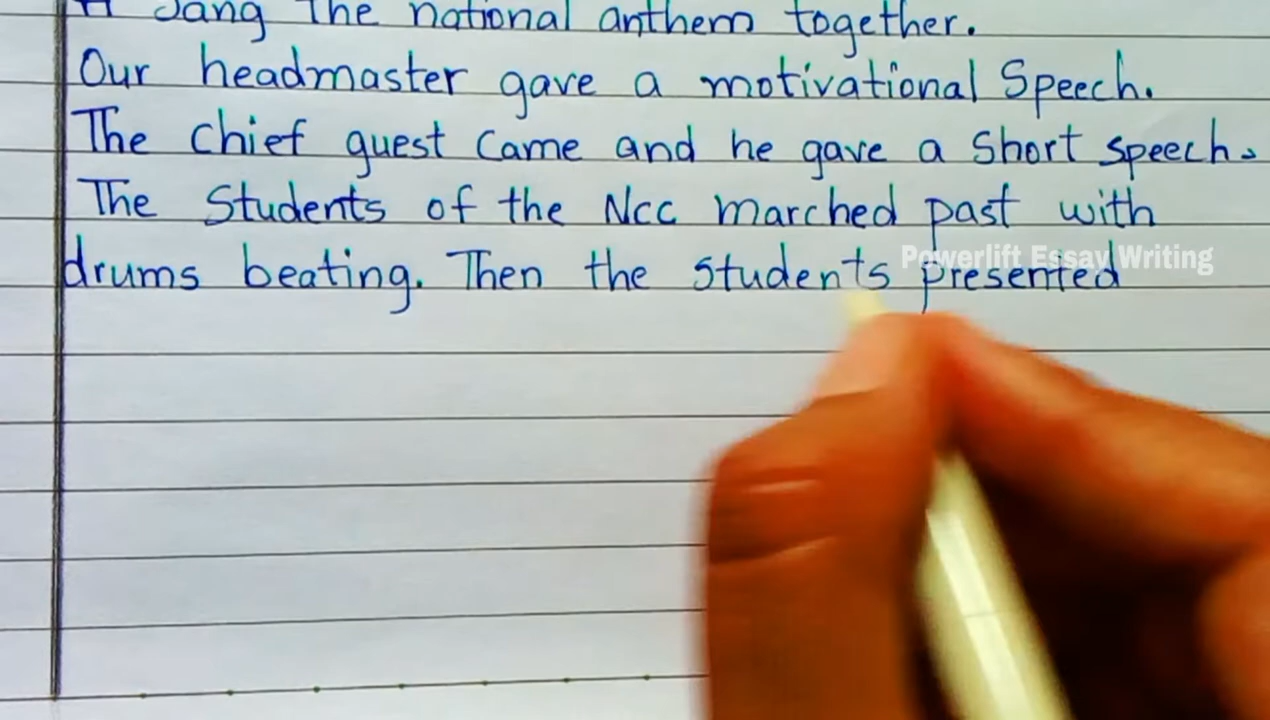 Sang the national anthem together.
Our headmaster gave a motivational Speech.
The chief guest Came and he gave a Short speech.
The Students of the Ncc marched past with
drums beating. Then the students presented
Powerlift Essay Writing